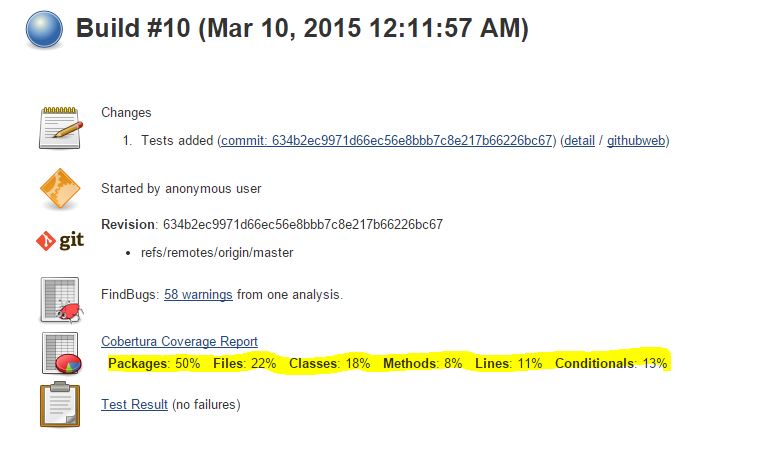 Build #10 (Mar 10, 2015 12:11:57 AM)
Changes
1. Tests added (commit: 634b2ec9971d66ec56e8bbb7c8e217b66226bc67) (detail / githubweb)
Started by anonymous user
git
Revision: 634b2ec9971d66ec56e8bbb7c8e217b66226bc67
• refs/remotes/origin/master
FindBugs: 58 warnings from one analysis.
Cobertura Coverage Report
Packages: 50% Files: 22% Classes: 18% Methods: 8% Lines: 11% Conditionals: 13%
Test Result (no failures)